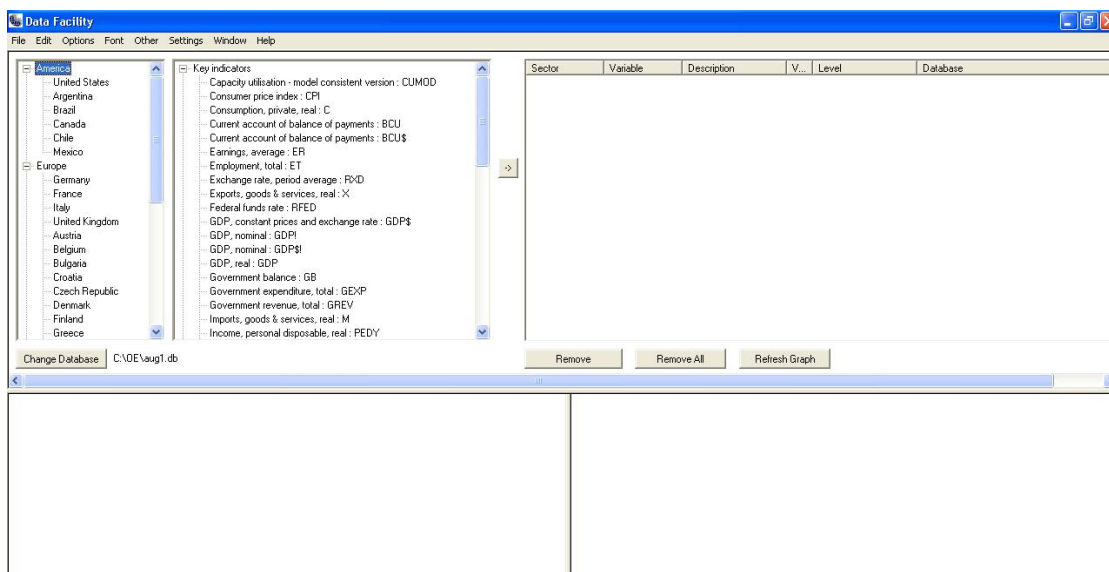 Data Facility
File Edit Options Font Other Settings Window Help
America
United States
Argentina
Brazil
Canada
Chile
Mexico
Europe
Germany
France
Italy
United Kingdom
Austria
Belgium
Bulgaria
Croatia
Czech Republic
Denmark
Finland
Greece
Key indicators
Capacity utilisation - model consistent version : CUMOD
Consumer price index : CPI
Consumption, private, real : C
Current account of balance of payments : BCU
Current account of balance of payments : BCU$
Earnings, average : ER
Employment, total : ET
Exchange rate, period average : RXD
Exports, goods & services, real : X
Federal funds rate : RFED
GDP, constant prices and exchange rate : GDP$
GDP, nominal : GDP!
GDP, nominal : GDP$!
GDP, real : GDP
Government balance : GB
Government expenditure, total : GEXP
Government revenue, total : GREV
Imports, goods & services, real : M
Income, personal disposable, real : PEDY
->
Sector Variable Description V... Level Database
Change Database C:\OE\aug1.db
Remove Remove All Refresh Graph